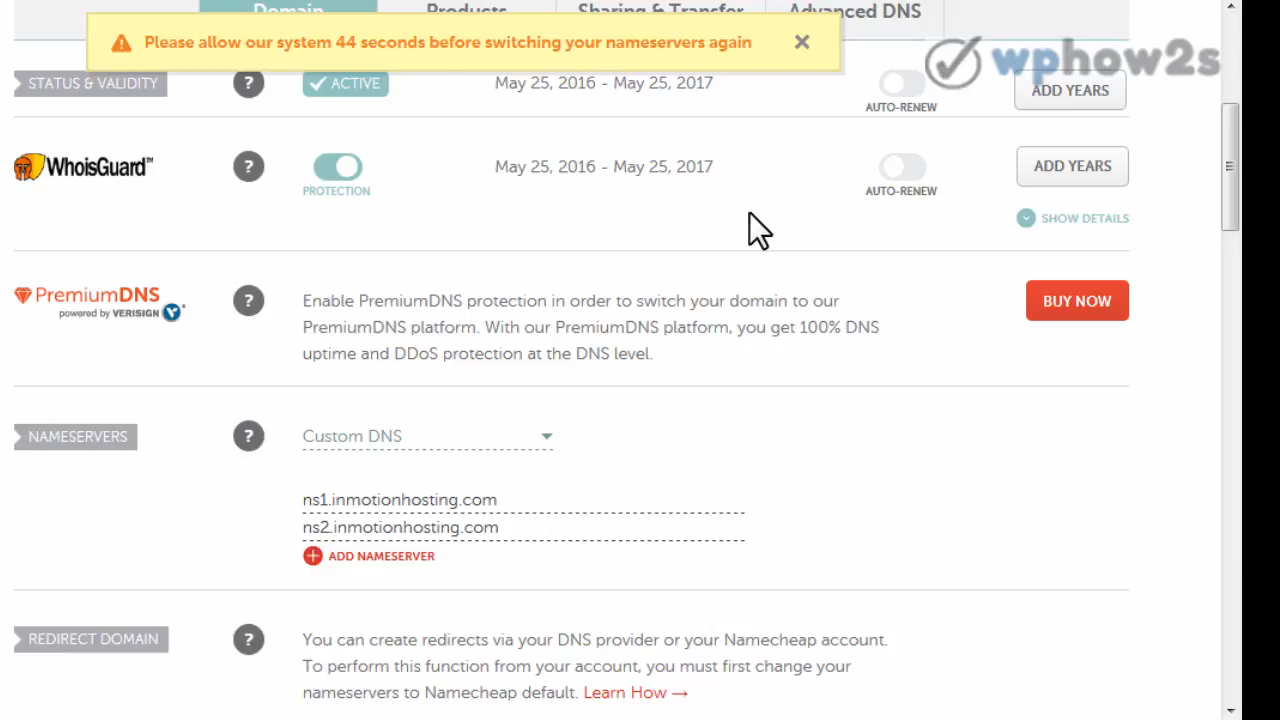 Domain Products Sharing & Transfer Advanced DNS
Please allow our system 44 seconds before switching your nameservers again
wphow2s
STATUS & VALIDITY ? ACTIVE May 25, 2016 - May 25, 2017 AUTO-RENEW ADD YEARS
WhoisGuard™ ? PROTECTION May 25, 2016 - May 25, 2017 AUTO-RENEW ADD YEARS
SHOW DETAILS
PremiumDNS ? Enable PremiumDNS protection in order to switch your domain to our BUY NOW
powered by VERISIGN PremiumDNS platform. With our PremiumDNS platform, you get 100% DNS
uptime and DDoS protection at the DNS level.
NAMESERVERS ? Custom DNS
ns1.inmotionhosting.com
ns2.inmotionhosting.com
ADD NAMESERVER
REDIRECT DOMAIN ? You can create redirects via your DNS provider or your Namecheap account.
To perform this function from your account, you must first change your
nameservers to Namecheap default. Learn How →